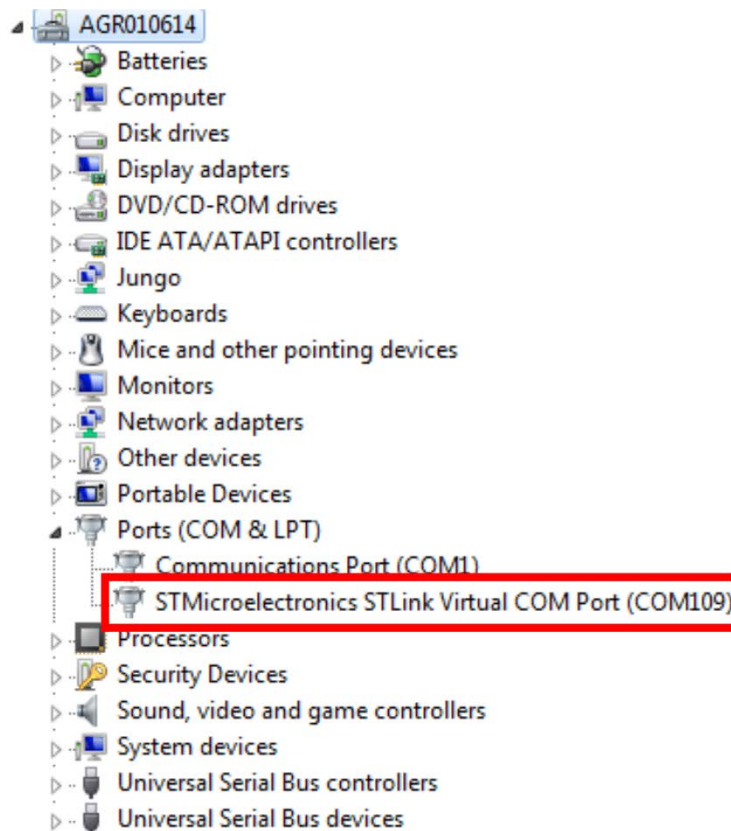 AGR010614
Batteries
Computer
Disk drives
Display adapters
DVD/CD-ROM drives
IDE ATA/ATAPI controllers
Jungo
Keyboards
Mice and other pointing devices
Monitors
Network adapters
Other devices
Portable Devices
Ports (COM & LPT)
Communications Port (COM1)
STMicroelectronics STLink Virtual COM Port (COM109)
Processors
Security Devices
Sound, video and game controllers
System devices
Universal Serial Bus controllers
Universal Serial Bus devices